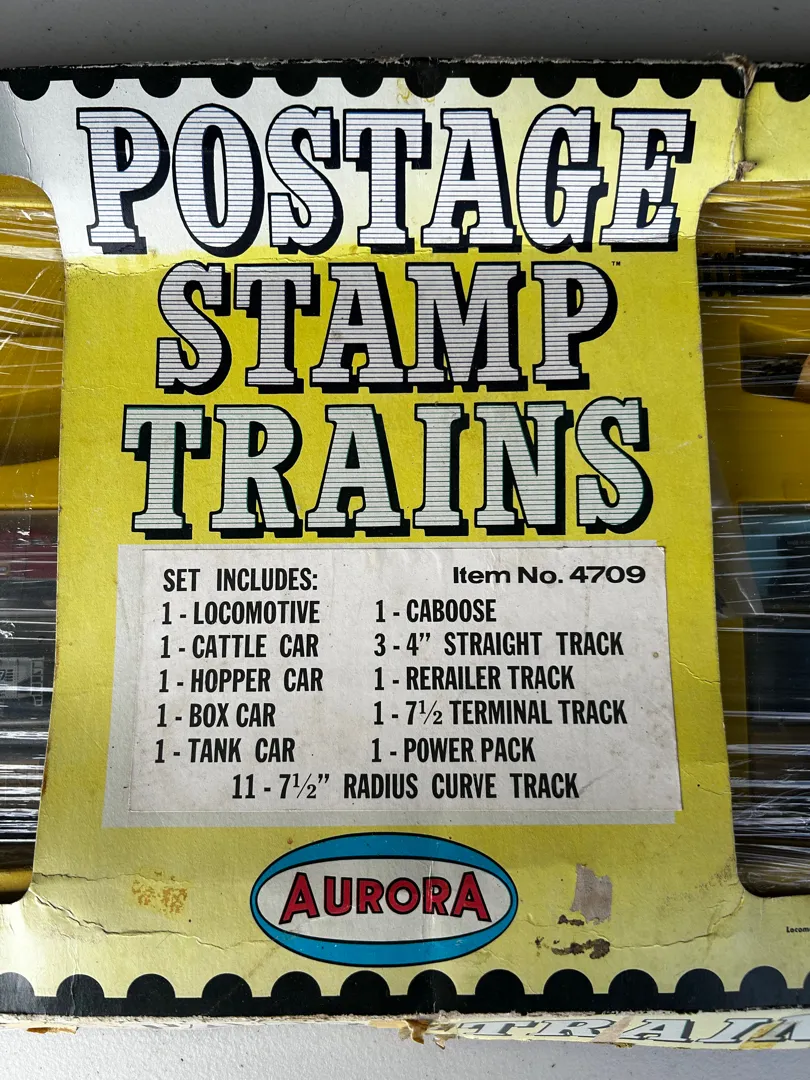 POSTAGE
STAMP™
TRAINS
SET INCLUDES: Item No. 4709
1 - LOCOMOTIVE 1 - CABOOSE
1 - CATTLE CAR 3 - 4” STRAIGHT TRACK
1 - HOPPER CAR 1 - RERAILER TRACK
1 - BOX CAR 1 - 7½ TERMINAL TRACK
1 - TANK CAR 1 - POWER PACK
11 - 7½” RADIUS CURVE TRACK
AURORA